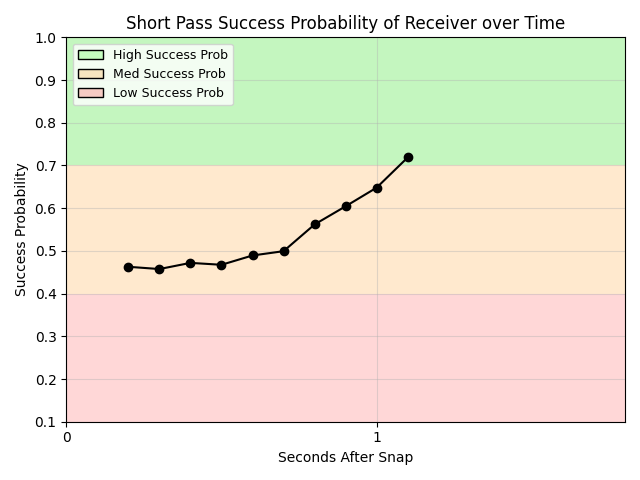 Short Pass Success Probability of Receiver over Time
High Success Prob
Med Success Prob
Low Success Prob
1.0
0.9
0.8
0.7
0.6
0.5
0.4
0.3
0.2
0.1
Success Probability
0
1
Seconds After Snap